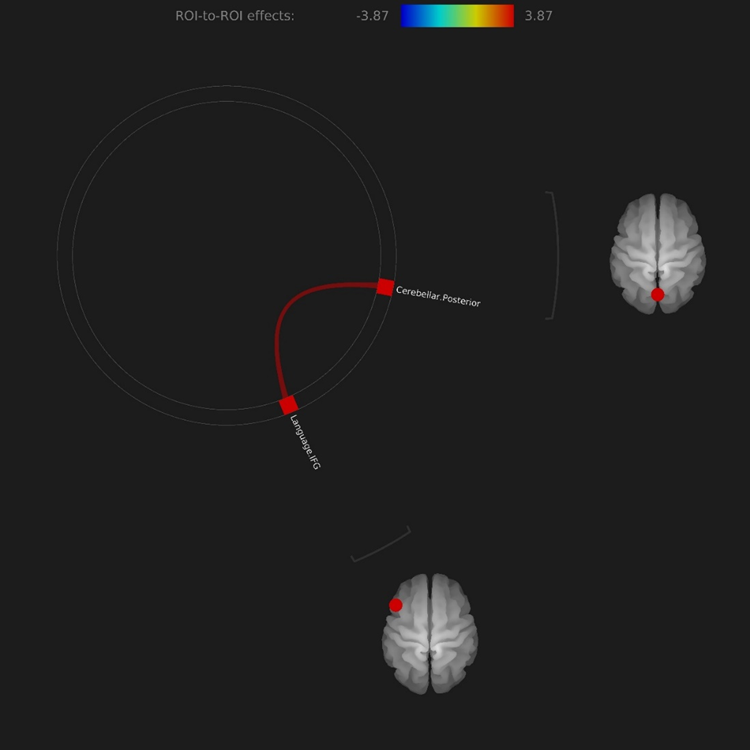 ROI-to-ROI effects: -3.87 3.87
Cerebellar.Posterior
Language.IFG